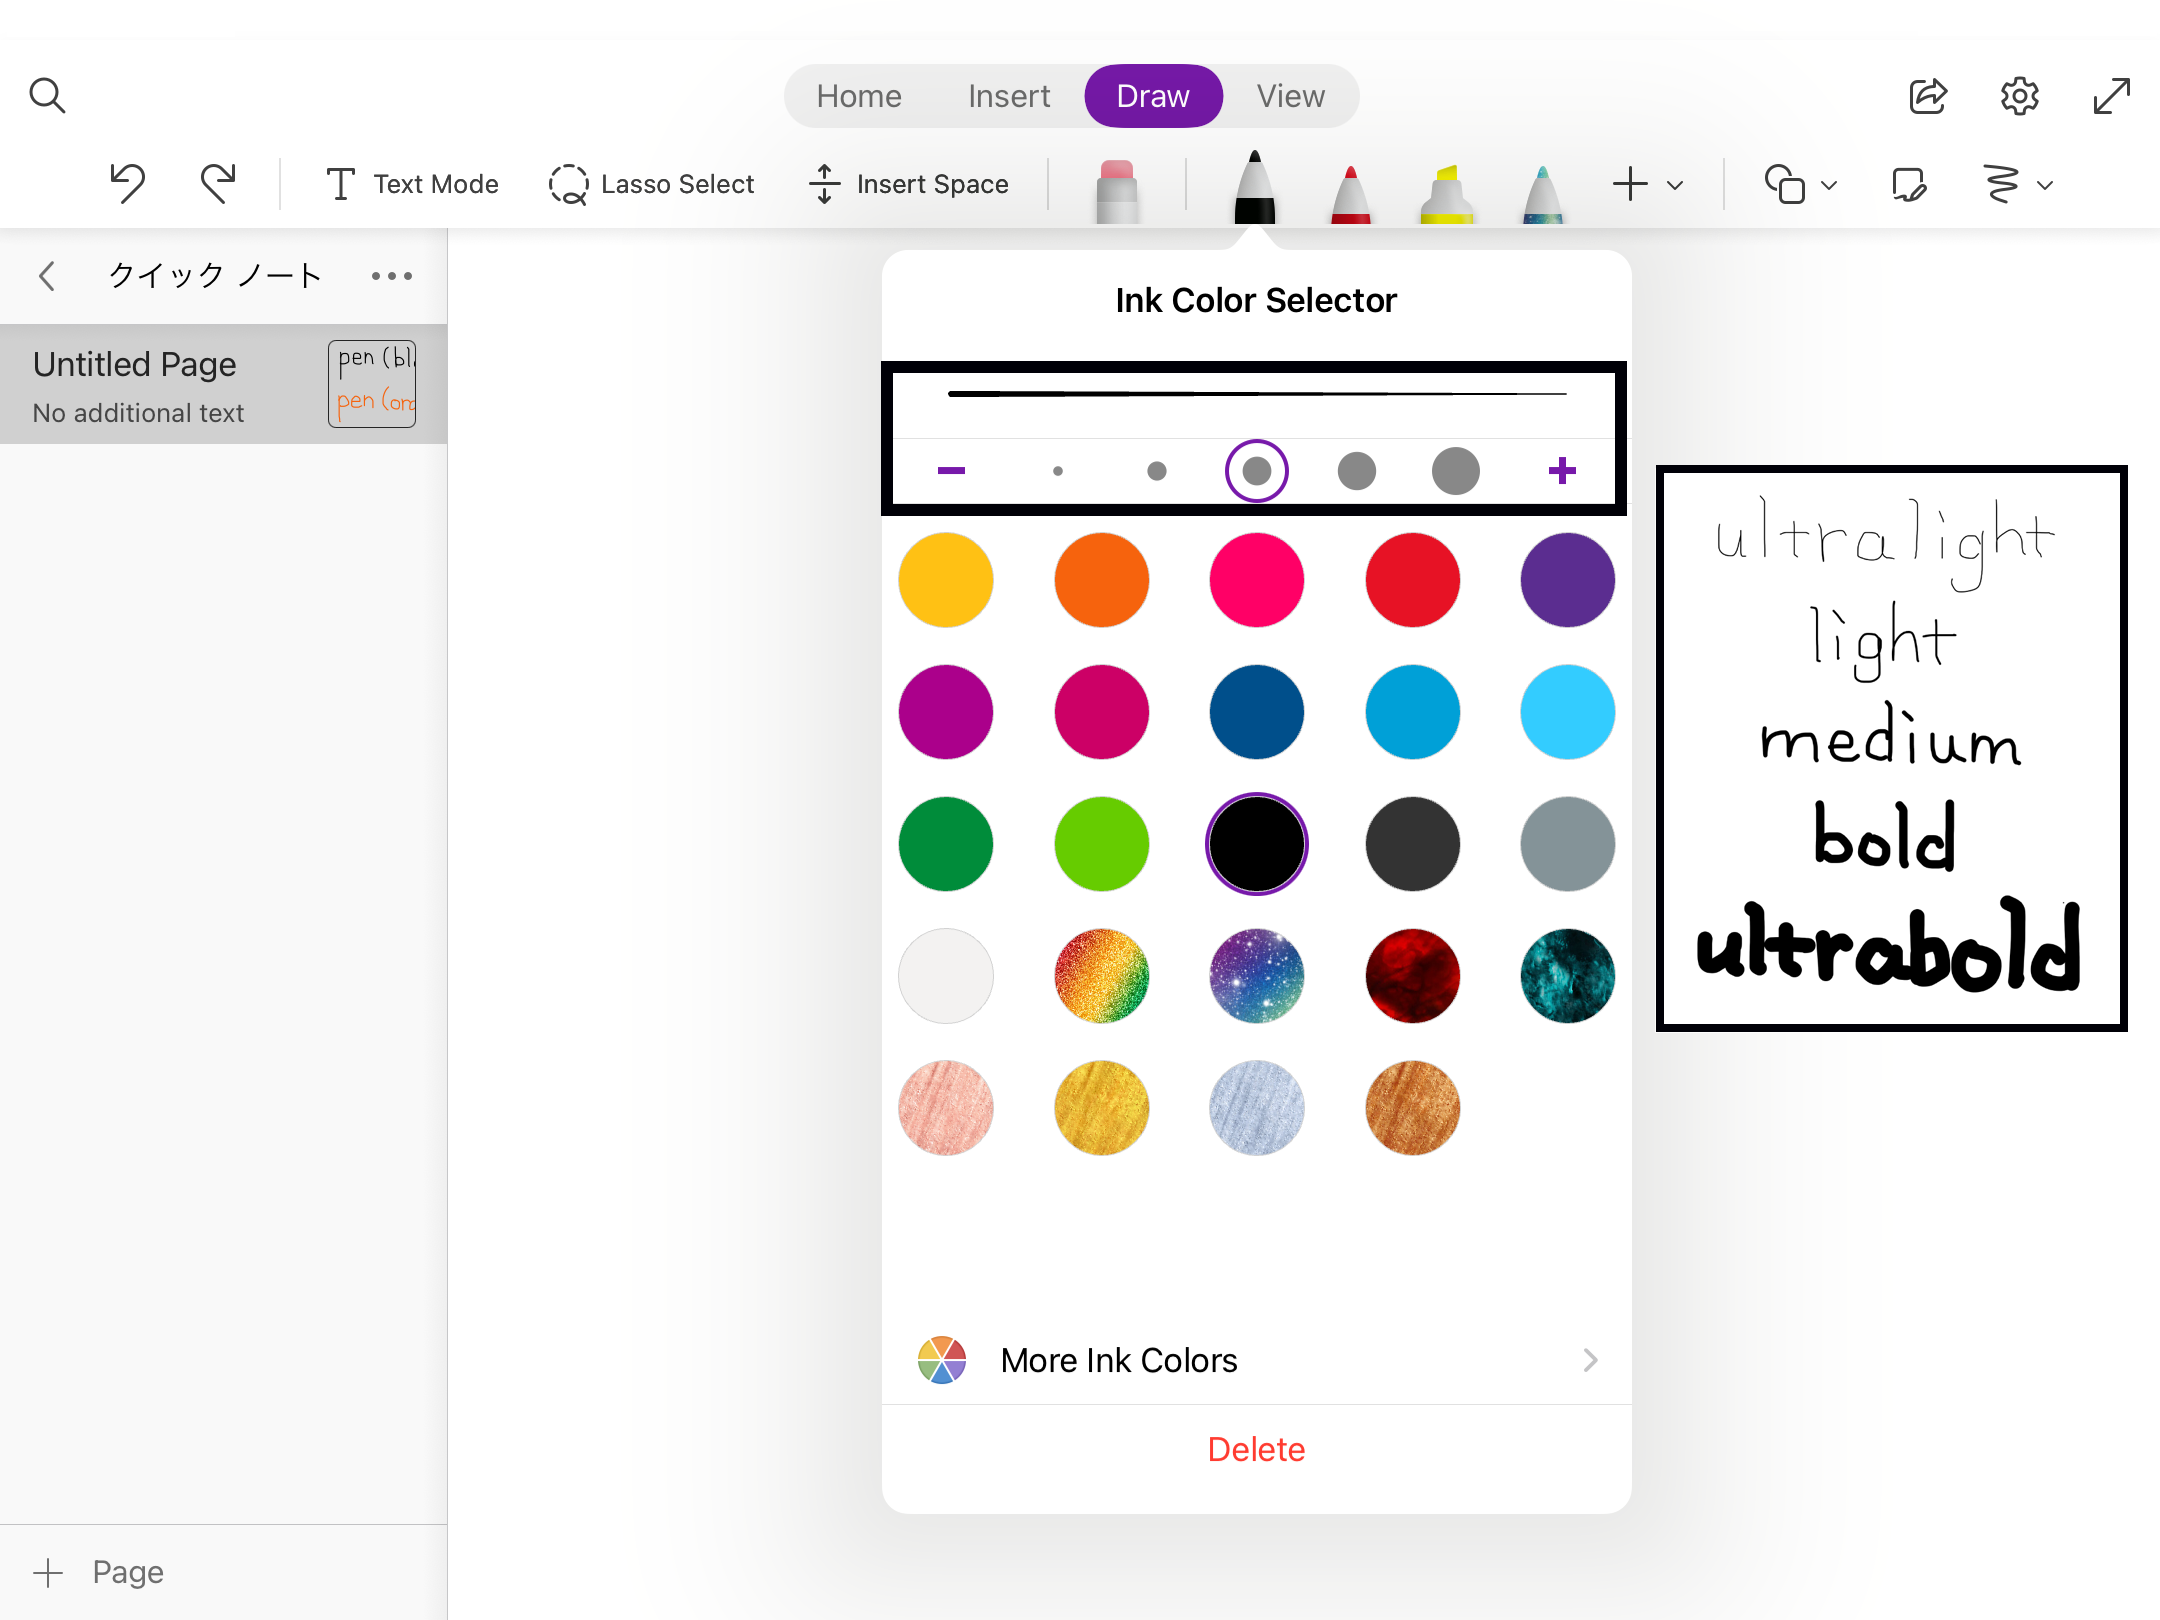 Home Insert Draw View
Text Mode Lasso Select Insert Space
クイック ノート
Untitled Page
No additional text
pen (bl
pen (ora
Ink Color Selector
ultralight
light
medium
bold
ultrabold
More Ink Colors
Delete
Page